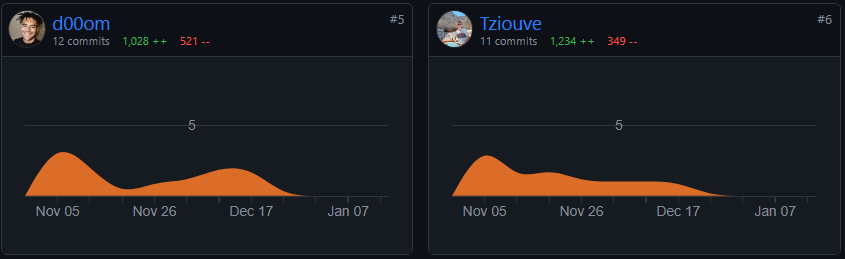 d00om
#5
12 commits 1,028 ++ 521 --
5
Nov 05 Nov 26 Dec 17 Jan 07
Tziouve
#6
11 commits 1,234 ++ 349 --
5
Nov 05 Nov 26 Dec 17 Jan 07